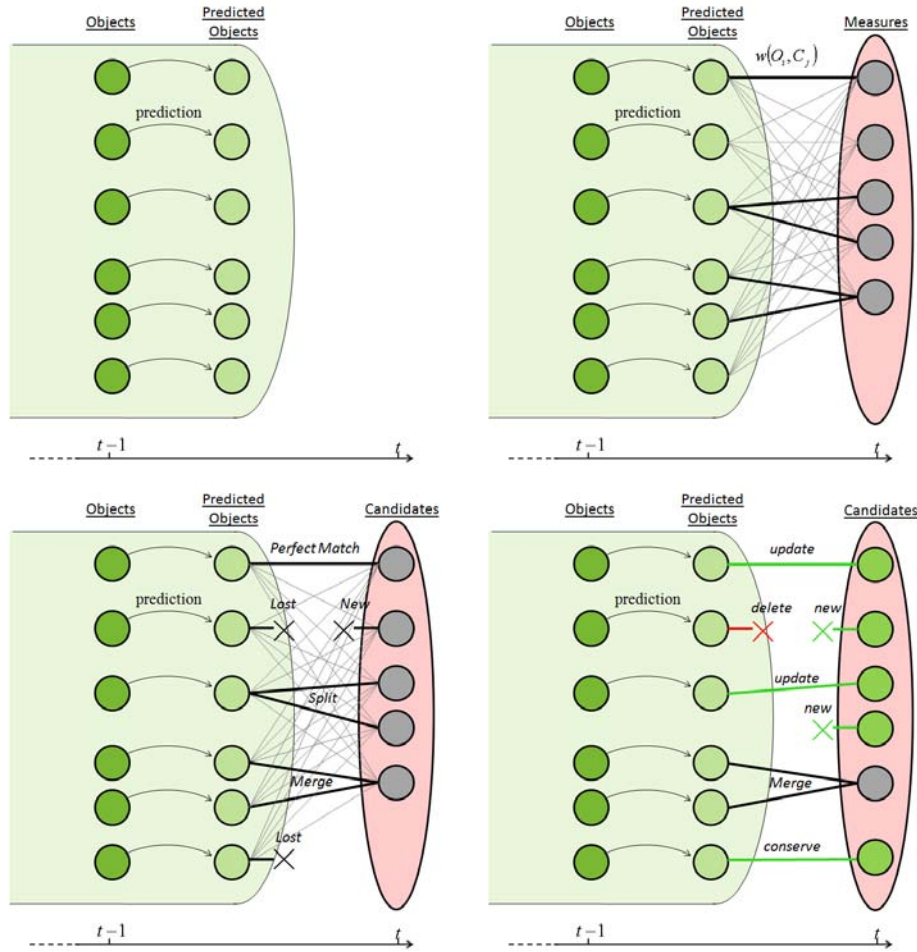 Objects
Predicted
Objects
prediction
t−1
t
Objects
Predicted
Objects
Measures
w(O_i, C_j)
prediction
t−1
t
Objects
Predicted
Objects
Candidates
Perfect Match
prediction
Lost
New
Split
Merge
Lost
t−1
t
Objects
Predicted
Objects
Candidates
update
prediction
delete
new
update
new
Merge
conserve
t−1
t